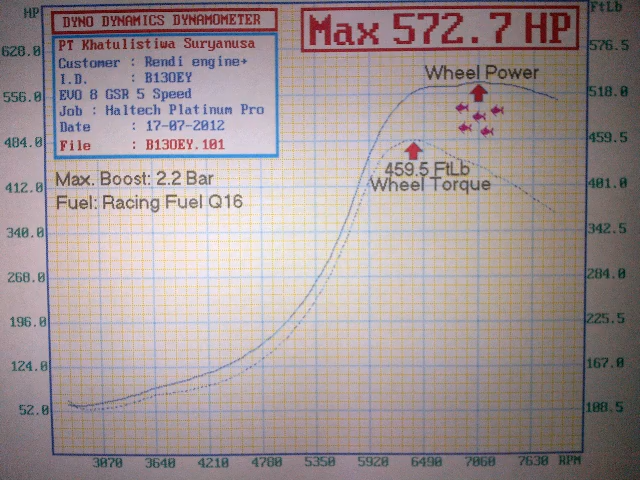 DYNO DYNAMICS DYNAMOMETER
PT Khatulistiwa Suryanusa
Customer : Rendi engine+
I.D. : B130EY
EVO 8 GSR 5 Speed
Job : Haltech Platinum Pro
Date : 17-07-2012
File : B130EY.101
Max 572.7 HP
HP
FtLb
628.0
556.0
484.0
412.0
340.0
268.0
196.0
124.0
52.0
576.5
518.0
459.5
401.0
342.5
284.0
225.5
167.0
108.5
Wheel Power
459.5 FtLb
Wheel Torque
Max. Boost: 2.2 Bar
Fuel: Racing Fuel Q16
3070 3640 4210 4780 5350 5920 6490 7060 7630 RPM